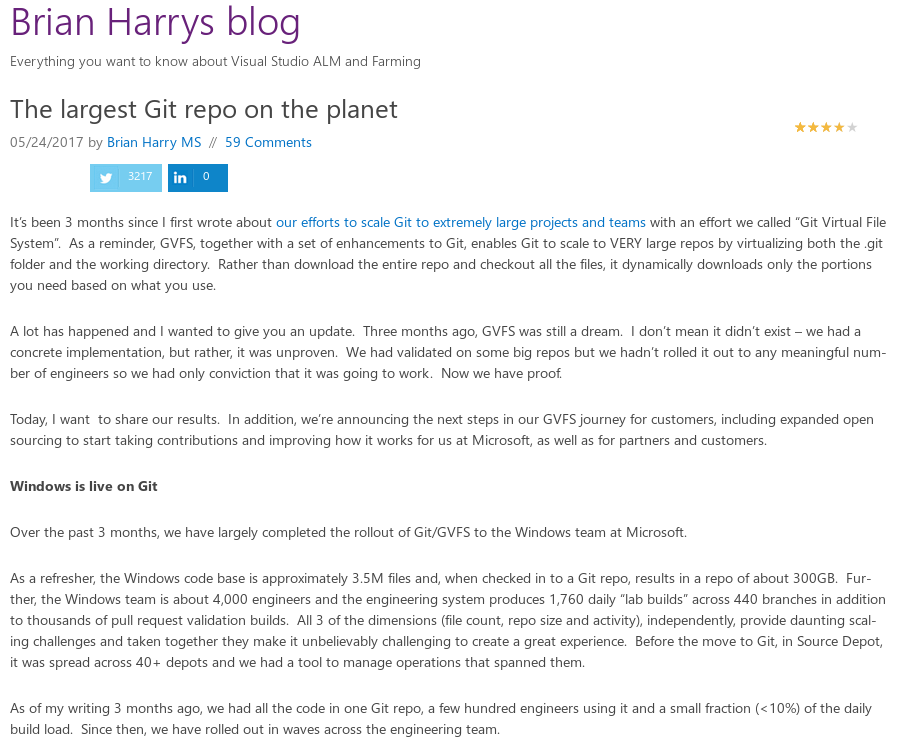 Brian Harrys blog
Everything you want to know about Visual Studio ALM and Farming
The largest Git repo on the planet
05/24/2017 by Brian Harry MS // 59 Comments
3217 0
It’s been 3 months since I first wrote about our efforts to scale Git to extremely large projects and teams with an effort we called “Git Virtual File
System”.  As a reminder, GVFS, together with a set of enhancements to Git, enables Git to scale to VERY large repos by virtualizing both the .git
folder and the working directory.  Rather than download the entire repo and checkout all the files, it dynamically downloads only the portions
you need based on what you use.
A lot has happened and I wanted to give you an update.  Three months ago, GVFS was still a dream.  I don’t mean it didn’t exist – we had a
concrete implementation, but rather, it was unproven.  We had validated on some big repos but we hadn’t rolled it out to any meaningful num-
ber of engineers so we had only conviction that it was going to work.  Now we have proof.
Today, I want  to share our results.  In addition, we’re announcing the next steps in our GVFS journey for customers, including expanded open
sourcing to start taking contributions and improving how it works for us at Microsoft, as well as for partners and customers.
Windows is live on Git
Over the past 3 months, we have largely completed the rollout of Git/GVFS to the Windows team at Microsoft.
As a refresher, the Windows code base is approximately 3.5M files and, when checked in to a Git repo, results in a repo of about 300GB.  Fur-
ther, the Windows team is about 4,000 engineers and the engineering system produces 1,760 daily “lab builds” across 440 branches in addition
to thousands of pull request validation builds.  All 3 of the dimensions (file count, repo size and activity), independently, provide daunting scal-
ing challenges and taken together they make it unbelievably challenging to create a great experience.  Before the move to Git, in Source Depot,
it was spread across 40+ depots and we had a tool to manage operations that spanned them.
As of my writing 3 months ago, we had all the code in one Git repo, a few hundred engineers using it and a small fraction (<10%) of the daily
build load.  Since then, we have rolled out in waves across the engineering team.